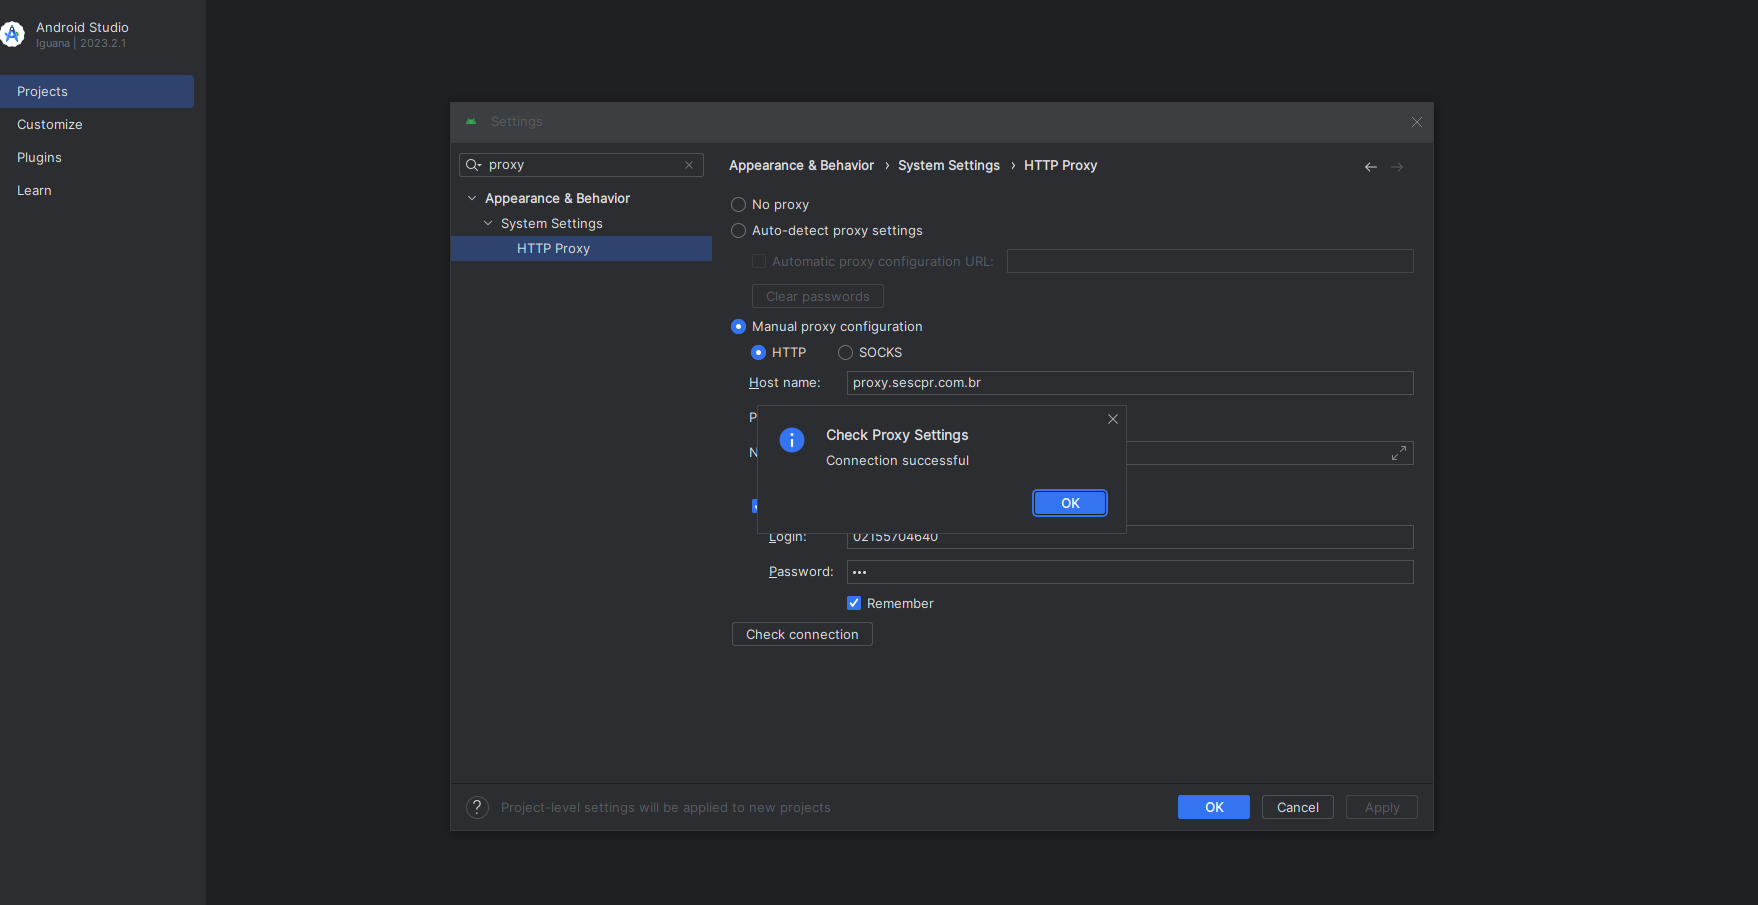 Android Studio
Iguana | 2023.2.1
Projects
Customize
Plugins
Learn
Settings
proxy
Appearance & Behavior
System Settings
HTTP Proxy
Appearance & Behavior › System Settings › HTTP Proxy
No proxy
Auto-detect proxy settings
Automatic proxy configuration URL:
Clear passwords
Manual proxy configuration
HTTP
SOCKS
Host name: proxy.sescpr.com.br
P
N
Check Proxy Settings
Connection successful
OK
Login: 02155704640
Password: •••
Remember
Check connection
? Project-level settings will be applied to new projects
OK
Cancel
Apply